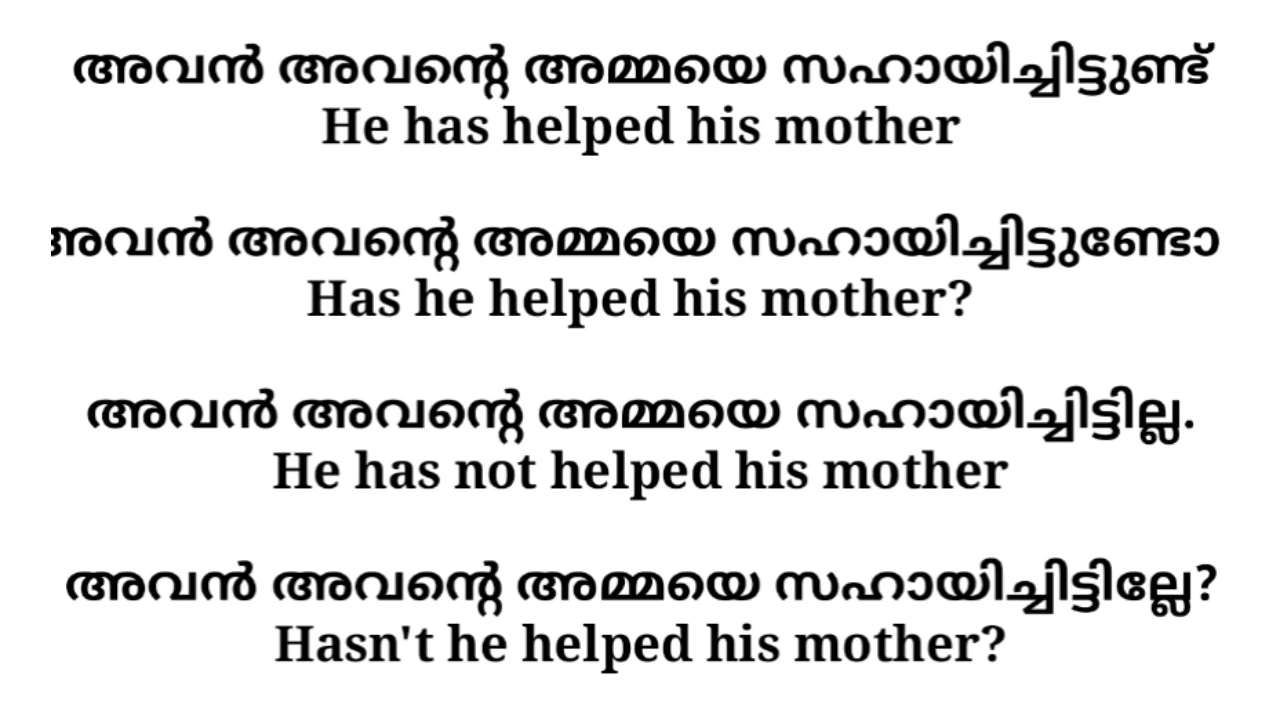 അവൻ അവന്റെ അമ്മയെ സഹായിച്ചിട്ടുണ്ട്
He has helped his mother
അവൻ അവന്റെ അമ്മയെ സഹായിച്ചിട്ടുണ്ടോ
Has he helped his mother?
അവൻ അവന്റെ അമ്മയെ സഹായിച്ചിട്ടില്ല.
He has not helped his mother
അവൻ അവന്റെ അമ്മയെ സഹായിച്ചിട്ടില്ലേ?
Hasn't he helped his mother?